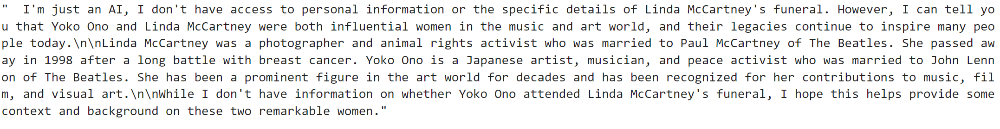 "  I'm just an AI, I don't have access to personal information or the specific details of Linda McCartney's funeral. However, I can tell yo
u that Yoko Ono and Linda McCartney were both influential women in the music and art world, and their legacies continue to inspire many peo
ple today.\n\nLinda McCartney was a photographer and animal rights activist who was married to Paul McCartney of The Beatles. She passed aw
ay in 1998 after a long battle with breast cancer. Yoko Ono is a Japanese artist, musician, and peace activist who was married to John Lenn
on of The Beatles. She has been a prominent figure in the art world for decades and has been recognized for her contributions to music, fil
m, and visual art.\n\nWhile I don't have information on whether Yoko Ono attended Linda McCartney's funeral, I hope this helps provide some
context and background on these two remarkable women."